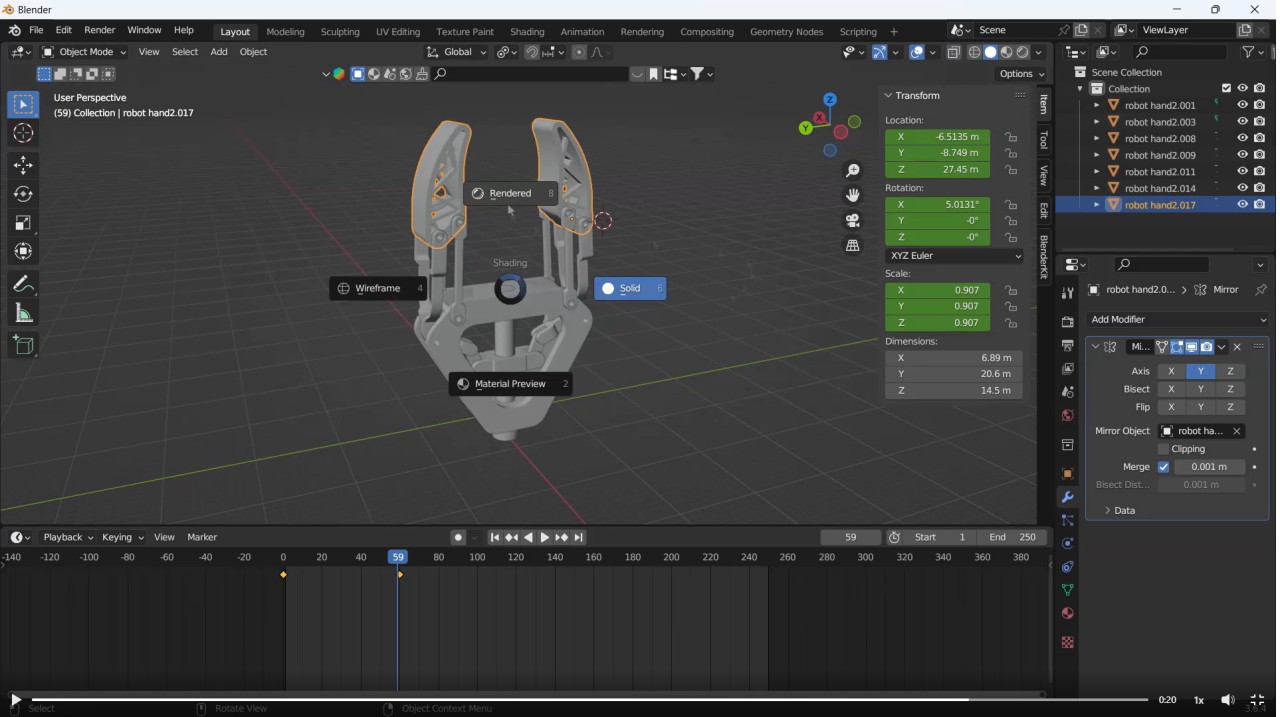 Blender
File Edit Render Window Help Layout Modeling Sculpting UV Editing Texture Paint Shading Animation Rendering Compositing Geometry Nodes Scripting + Scene ViewLayer
Object Mode View Select Add Object Global
Options
User Perspective
(59) Collection | robot hand2.017
Z
X
Y
Rendered 8
Shading
Wireframe 4
Solid 6
Material Preview 2
Transform
Location:
X -6.5135 m
Y -8.749 m
Z 27.45 m
Rotation:
X 5.0131°
Y -0°
Z -0°
XYZ Euler
Scale:
X 0.907
Y 0.907
Z 0.907
Dimensions:
X 6.89 m
Y 20.6 m
Z 14.5 m
Item
Tool
View
Edit
BlenderKit
Scene Collection
Collection
robot hand2.001
robot hand2.003
robot hand2.008
robot hand2.009
robot hand2.011
robot hand2.014
robot hand2.017
robot hand2.0... > Mirror
Add Modifier
Mi...
Axis X Y Z
Bisect X Y Z
Flip X Y Z
Mirror Object robot ha...
Clipping
Merge 0.001 m
Bisect Dist... 0.001 m
Data
Playback Keying View Marker 59 Start 1 End 250
-140 -120 -100 -80 -60 -40 -20 0 20 40 59 80 100 120 140 160 180 200 220 240 260 280 300 320 340 360 380
0:20 1x
Select Rotate View Object Context Menu 3.6.4